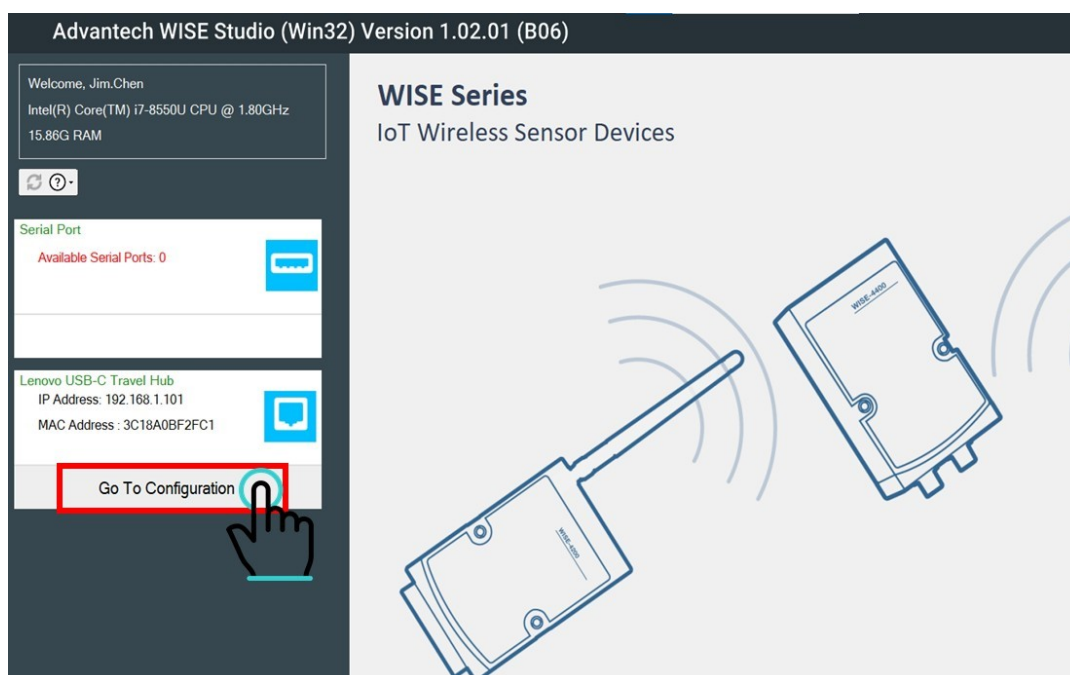 Advantech WISE Studio (Win32) Version 1.02.01 (B06)
Welcome, Jim.Chen
Intel(R) Core(TM) i7-8550U CPU @ 1.80GHz
15.86G RAM
Serial Port
Available Serial Ports: 0
Lenovo USB-C Travel Hub
IP Address: 192.168.1.101
MAC Address : 3C18A0BF2FC1
Go To Configuration
WISE Series
IoT Wireless Sensor Devices
WISE-4400
WISE-4200